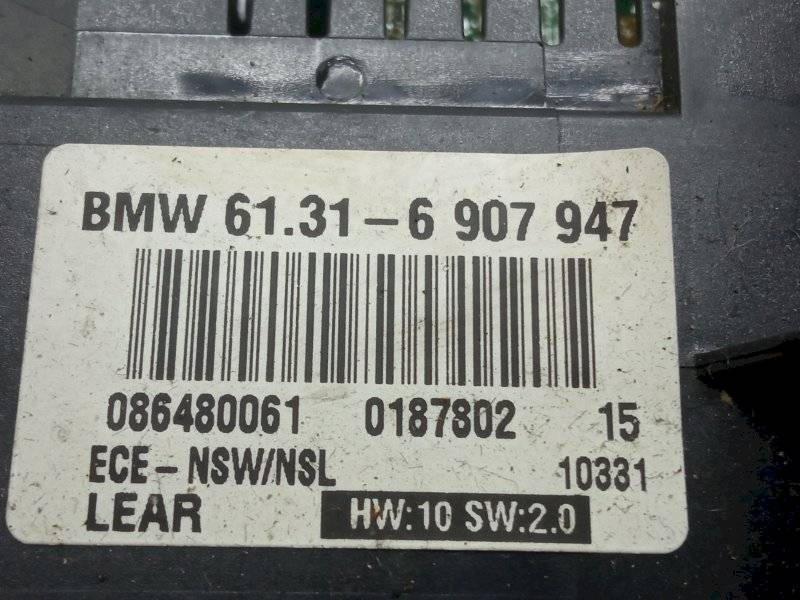 BMW 61.31-6 907 947
086480061 0187802 15
ECE-NSW/NSL 10331
LEAR HW:10 SW:2.0